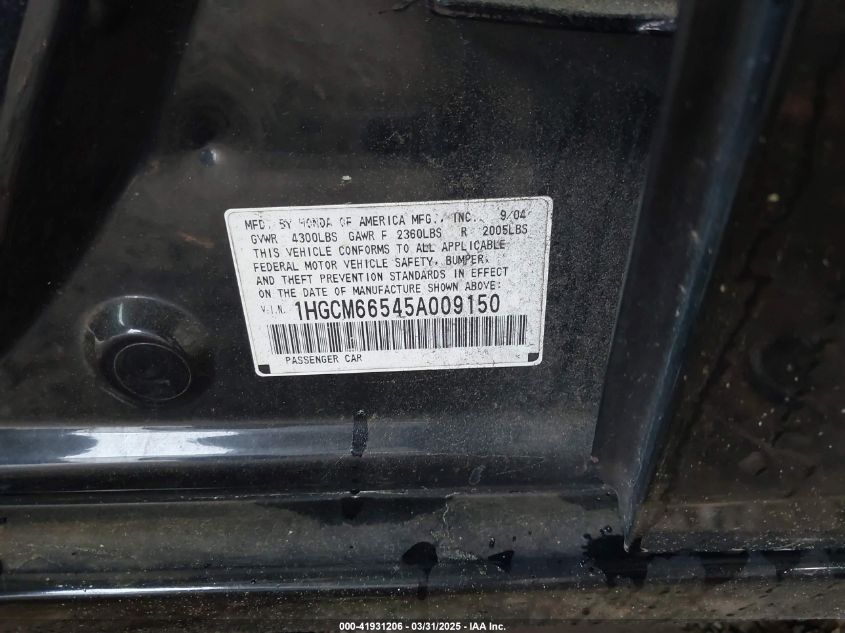 MFD. BY HONDA OF AMERICA MFG., INC. 9/04
GVWR 4300LBS GAWR F 2360LBS R 2005LBS
THIS VEHICLE CONFORMS TO ALL APPLICABLE
FEDERAL MOTOR VEHICLE SAFETY, BUMPER,
AND THEFT PREVENTION STANDARDS IN EFFECT
ON THE DATE OF MANUFACTURE SHOWN ABOVE:
V.I.N. 1HGCM66545A009150
PASSENGER CAR
000-41931206 - 03/31/2025 - IAA Inc.